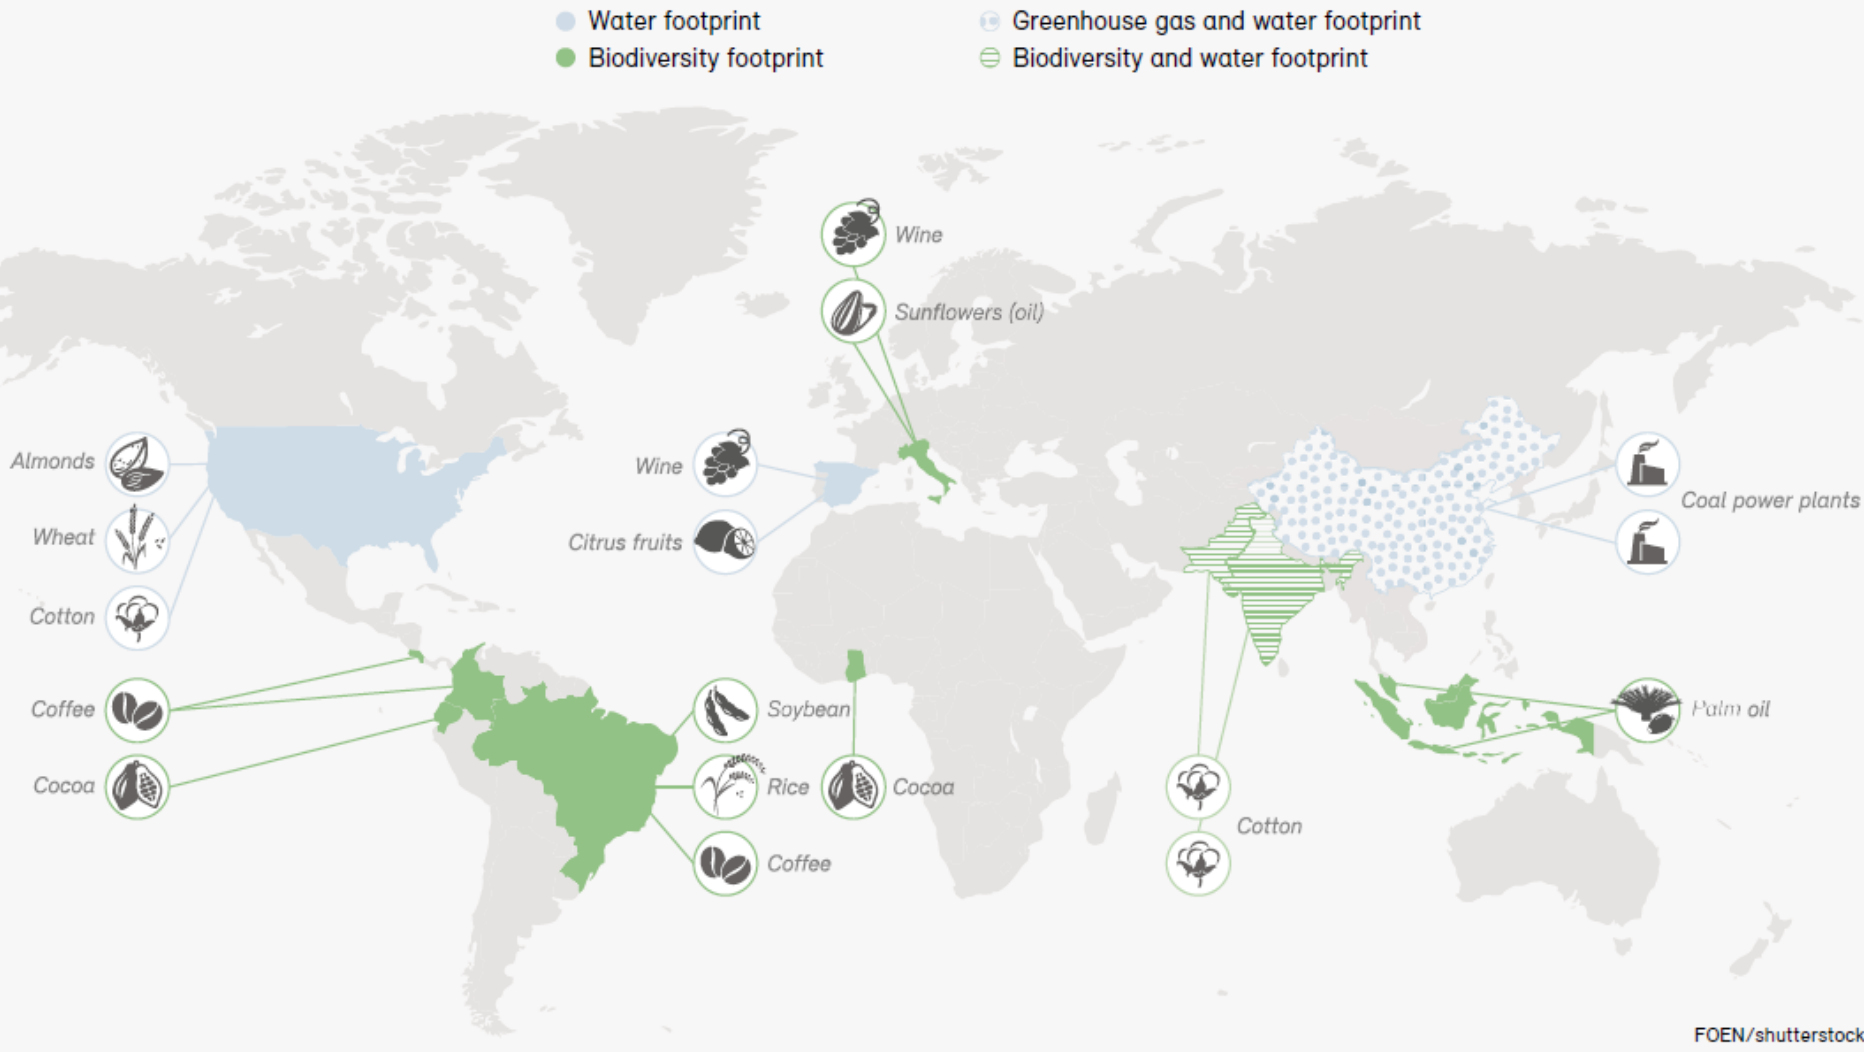 Water footprint
Biodiversity footprint
Greenhouse gas and water footprint
Biodiversity and water footprint
Wine
Sunflowers (oil)
Almonds
Wheat
Cotton
Wine
Citrus fruits
Coal power plants
Coffee
Cocoa
Soybean
Rice
Coffee
Cocoa
Cotton
Palm oil
FOEN/shutterstock